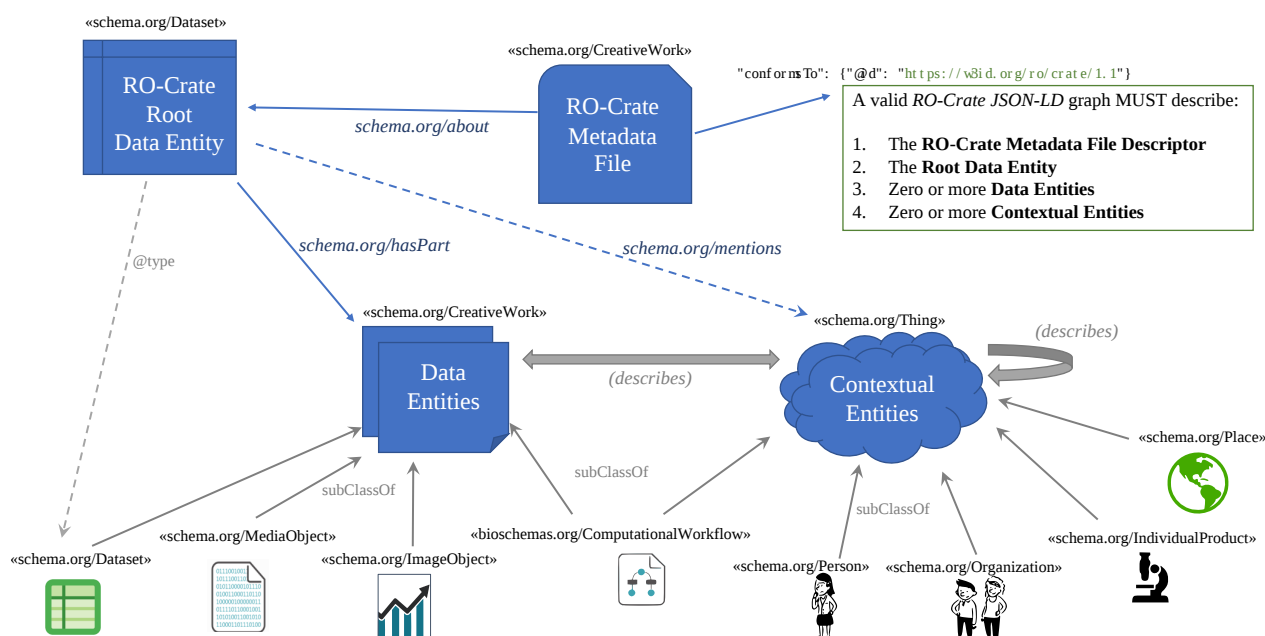 «schema.org/Dataset»
RO-Crate
Root
Data Entity
«schema.org/CreativeWork»
RO-Crate
Metadata
File
schema.org/about
"conformsTo": {"@id": "https://w3id.org/ro/crate/1.1"}
A valid RO-Crate JSON-LD graph MUST describe:
1. The RO-Crate Metadata File Descriptor
2. The Root Data Entity
3. Zero or more Data Entities
4. Zero or more Contextual Entities
schema.org/hasPart
schema.org/mentions
@type
«schema.org/CreativeWork»
Data
Entities
(describes)
«schema.org/Thing»
Contextual
Entities
(describes)
subClassOf
subClassOf
subClassOf
«schema.org/Place»
«schema.org/Dataset»
«schema.org/MediaObject»
«schema.org/ImageObject»
«bioschemas.org/ComputationalWorkflow»
«schema.org/Person»
«schema.org/Organization»
«schema.org/IndividualProduct»